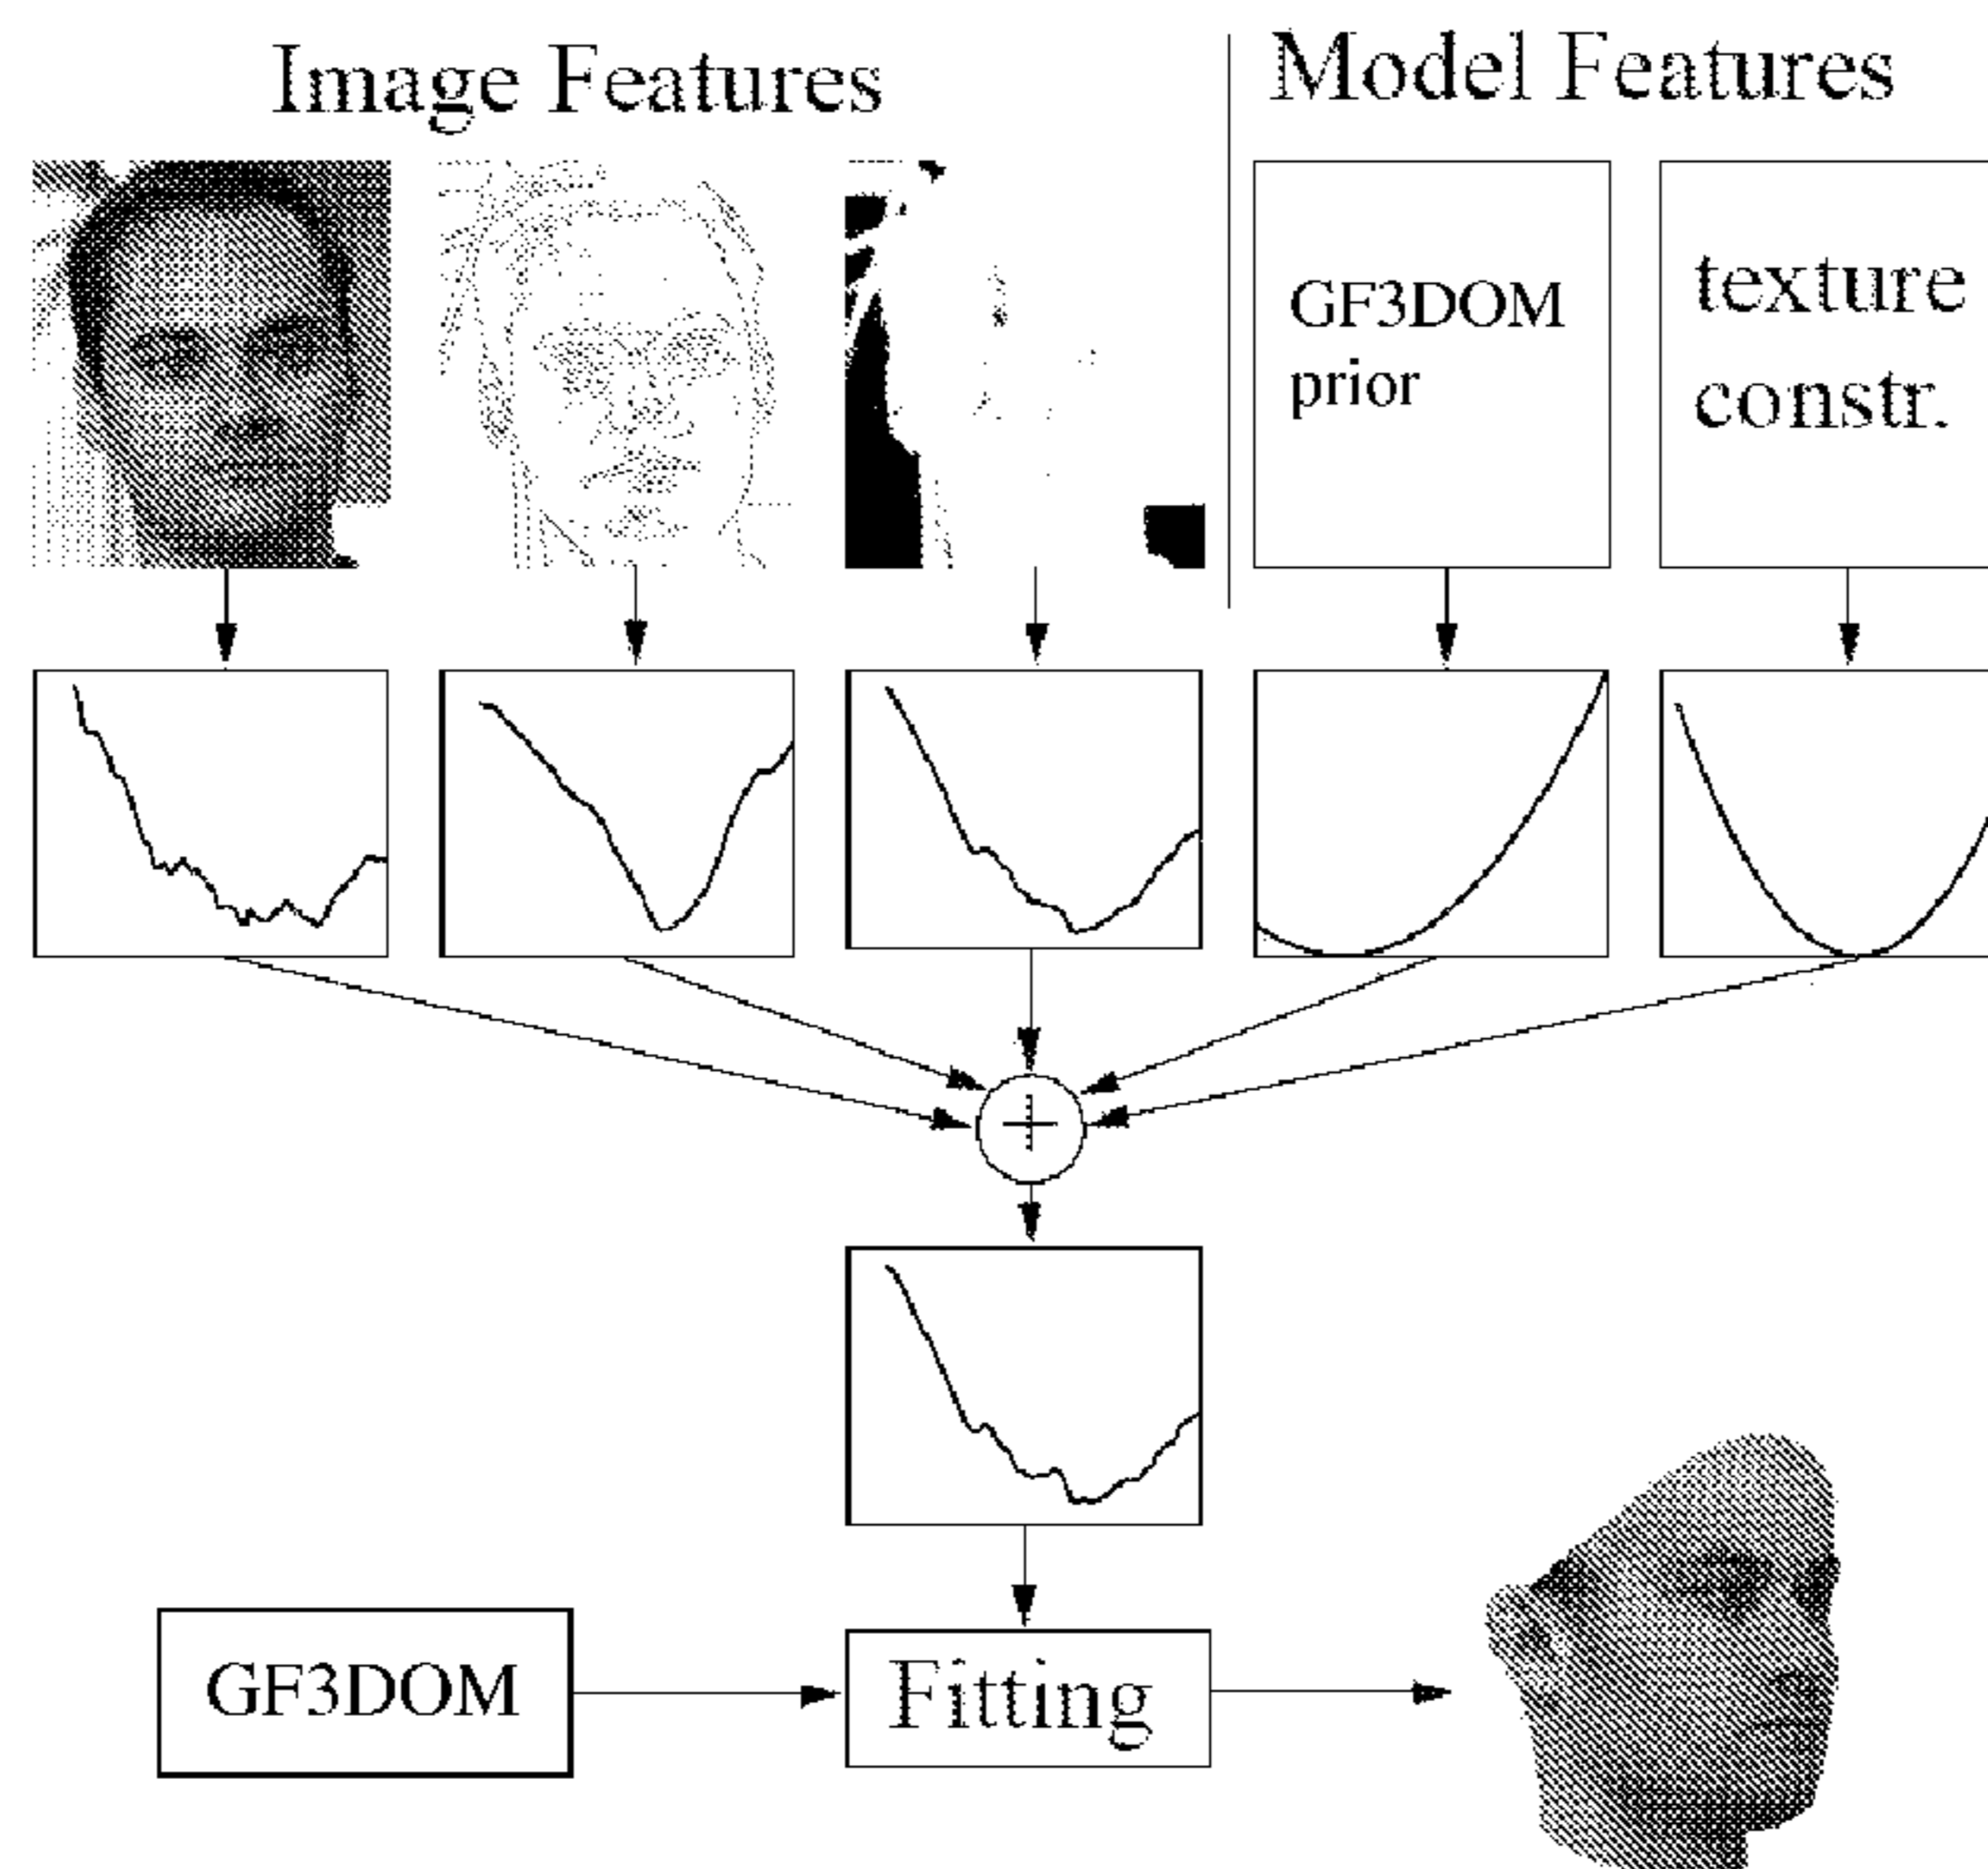 Image Features
Model Features
GF3DOM
prior
texture
constr.
+
GF3DOM
Fitting